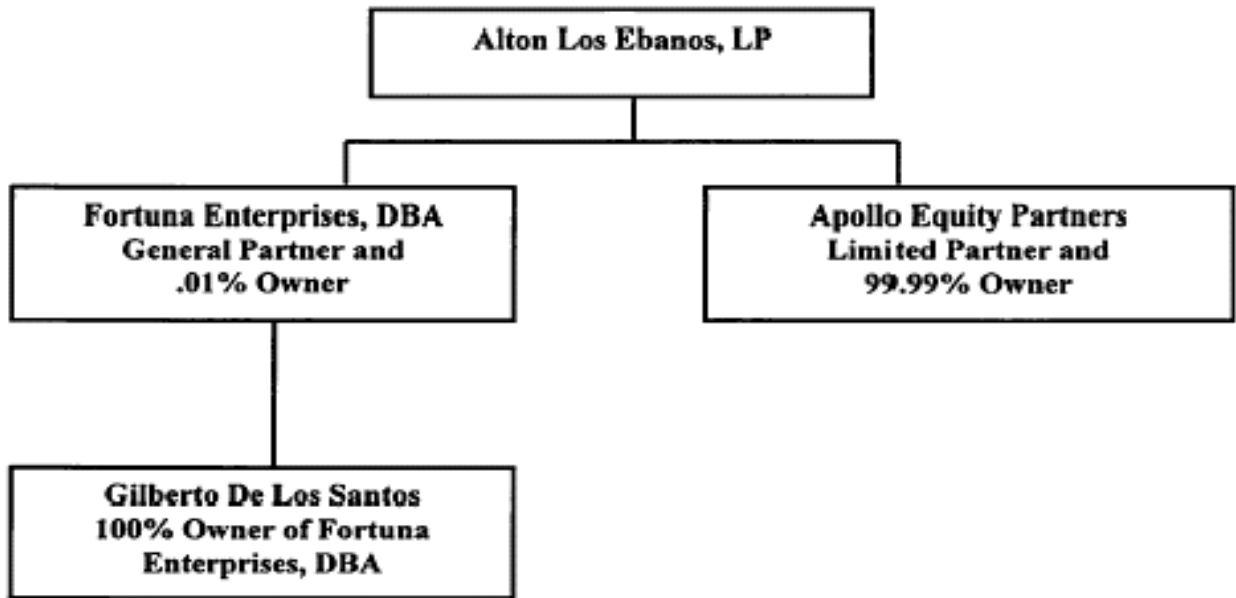 Alton Los Ebanos, LP
Fortuna Enterprises, DBA
General Partner and
.01% Owner
Apollo Equity Partners
Limited Partner and
99.99% Owner
Gilberto De Los Santos
100% Owner of Fortuna
Enterprises, DBA